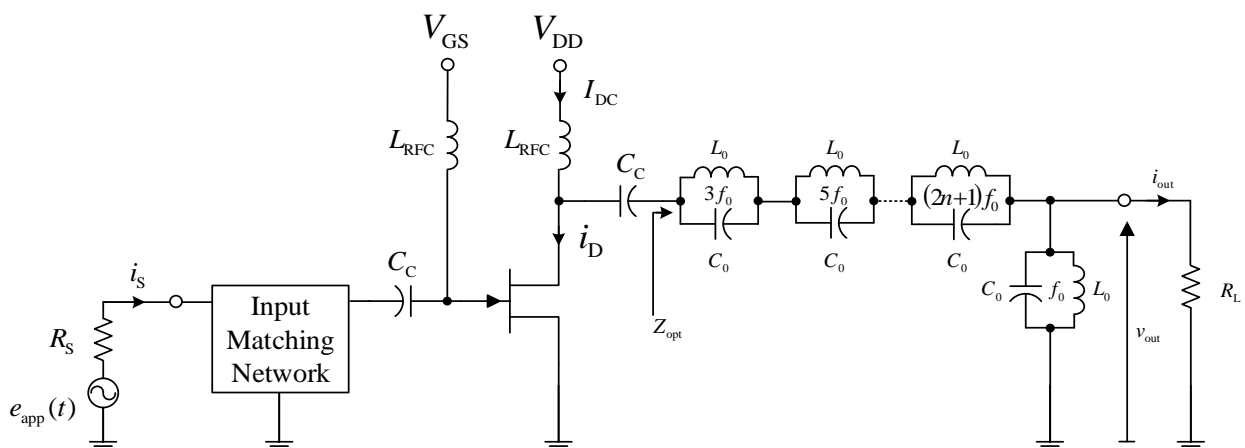 V_GS
V_DD
I_DC
L_RFC
L_RFC
C_C
L_0
L_0
L_0
3f_0
5f_0
(2n+1)f_0
C_0
C_0
C_0
i_out
i_D
i_S
C_C
Input
Matching
Network
R_S
e_app(t)
Z_opt
C_0
f_0
L_0
v_out
R_L